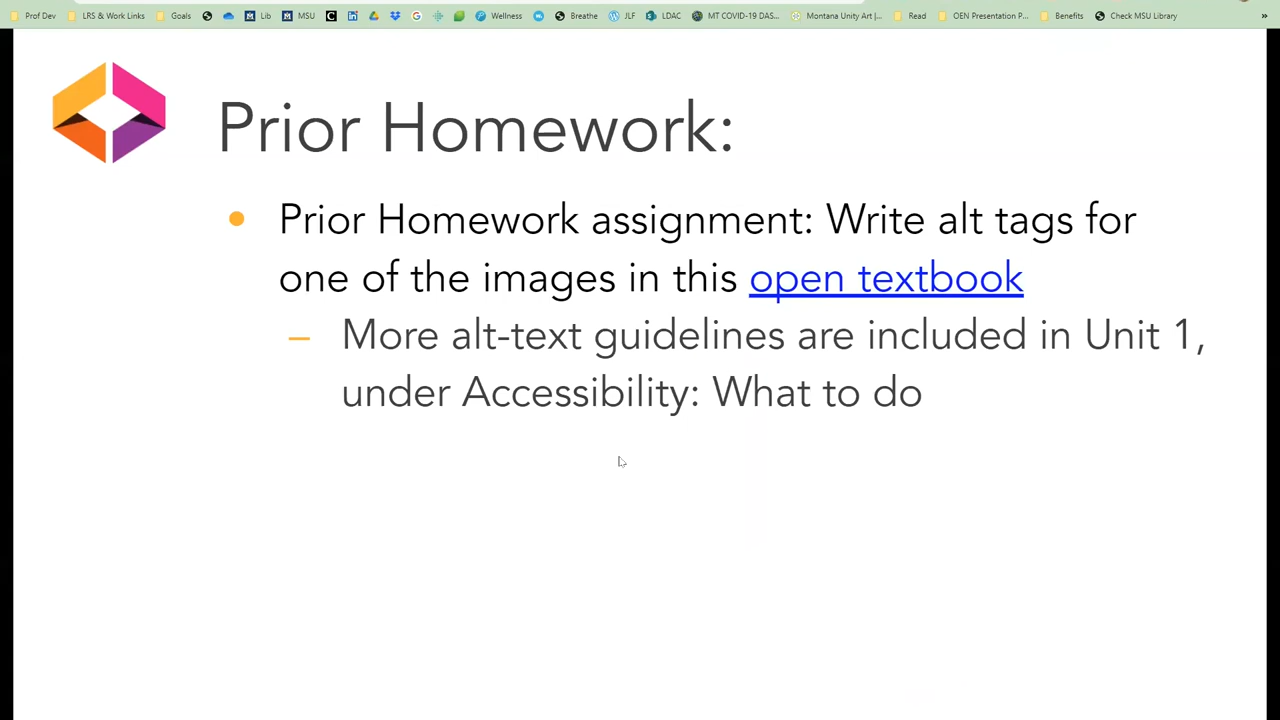 Prof Dev LRS & Work Links Goals Lib MSU LinkedIn Wellness Breathe JLF LDAC MT COVID-19 DAS... Montana Unity Art |... Read OEN Presentation P... Benefits Check MSU Library »
Prior Homework:
• Prior Homework assignment: Write alt tags for
one of the images in this open textbook
– More alt-text guidelines are included in Unit 1,
under Accessibility: What to do